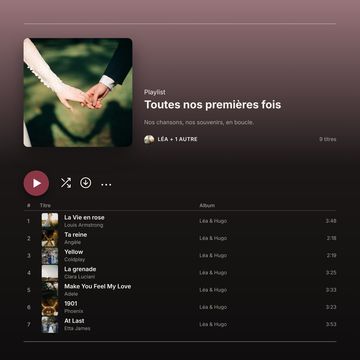 Playlist
Toutes nos premières fois
Nos chansons, nos souvenirs, en boucle.
LÉA + 1 AUTRE
9 titres
# Titre Album
1 La Vie en rose Léa & Hugo 3:48
Louis Armstrong
2 Ta reine Léa & Hugo 2:18
Angèle
3 Yellow Léa & Hugo 2:19
Coldplay
4 La grenade Léa & Hugo 3:25
Clara Luciani
5 Make You Feel My Love Léa & Hugo 3:33
Adele
6 1901 Léa & Hugo 3:23
Phoenix
7 At Last Léa & Hugo 3:53
Etta James